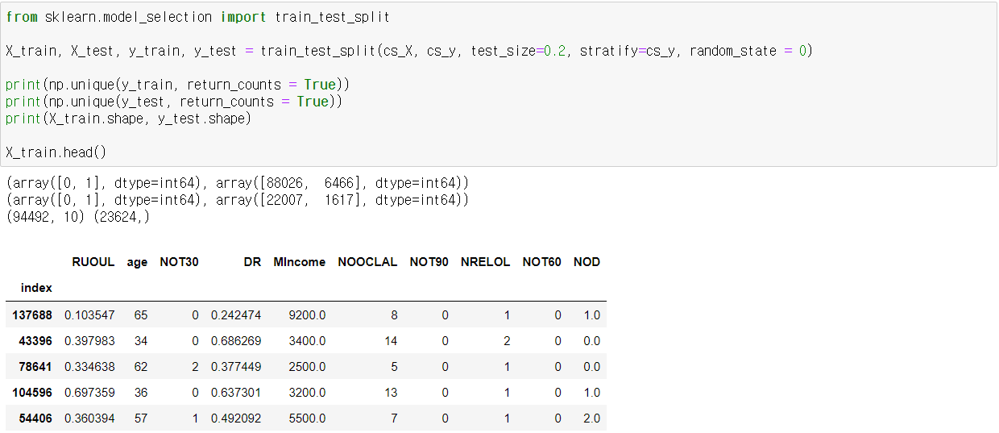 from sklearn.model_selection import train_test_split
X_train, X_test, y_train, y_test = train_test_split(cs_X, cs_y, test_size=0.2, stratify=cs_y, random_state = 0)
print(np.unique(y_train, return_counts = True))
print(np.unique(y_test, return_counts = True))
print(X_train.shape, y_test.shape)
X_train.head()
(array([0, 1], dtype=int64), array([88026,  6466], dtype=int64))
(array([0, 1], dtype=int64), array([22007,  1617], dtype=int64))
(94492, 10) (23624,)
RUOUL age NOT30 DR MIncome NOOCLAL NOT90 NRELOL NOT60 NOD
index
137688 0.103547 65 0 0.242474 9200.0 8 0 1 0 1.0
43396 0.397983 34 0 0.686269 3400.0 14 0 2 0 0.0
78641 0.334638 62 2 0.377449 2500.0 5 0 1 0 0.0
104596 0.697359 36 0 0.637301 3200.0 13 0 1 0 1.0
54406 0.360394 57 1 0.492092 5500.0 7 0 1 0 2.0